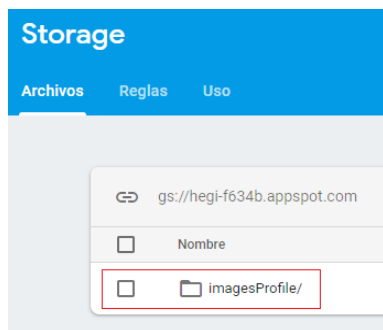 Storage
Archivos Reglas Uso
gs://hegi-f634b.appspot.com
Nombre
imagesProfile/